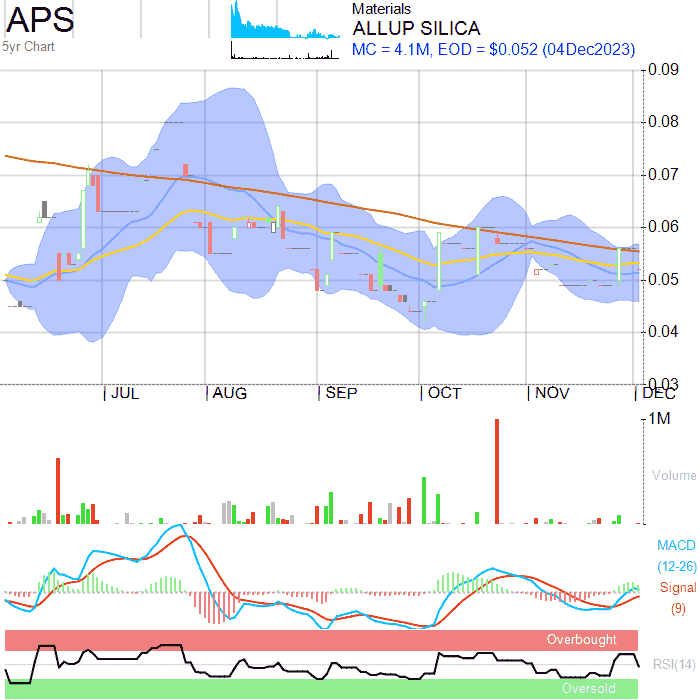 APS
5yr Chart
Materials
ALLUP SILICA
MC = 4.1M, EOD = $0.052 (04Dec2023)
0.09
0.08
0.07
0.06
0.05
0.04
0.03
JUL AUG SEP OCT NOV DEC
1M
Volume
MACD
(12-26)
Signal
(9)
Overbought
RSI(14)
Oversold